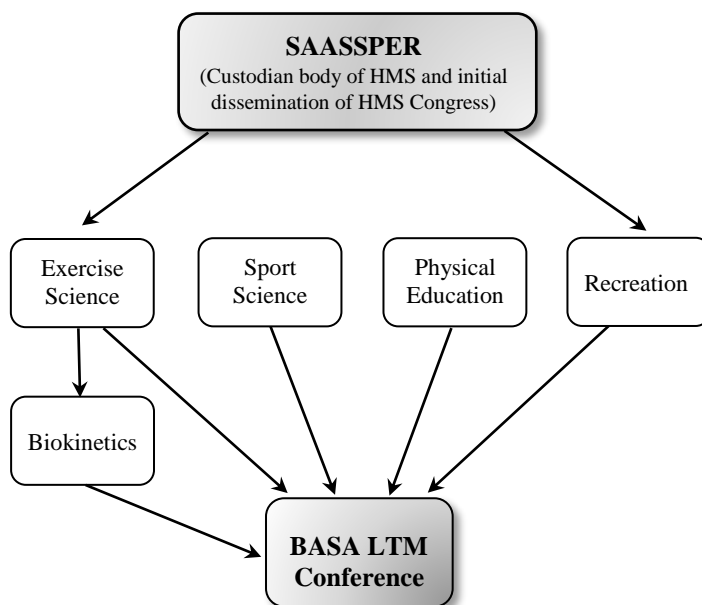 SAASSPER
(Custodian body of HMS and initial
dissemination of HMS Congress)
Exercise
Science
Sport
Science
Physical
Education
Recreation
Biokinetics
BASA LTM
Conference